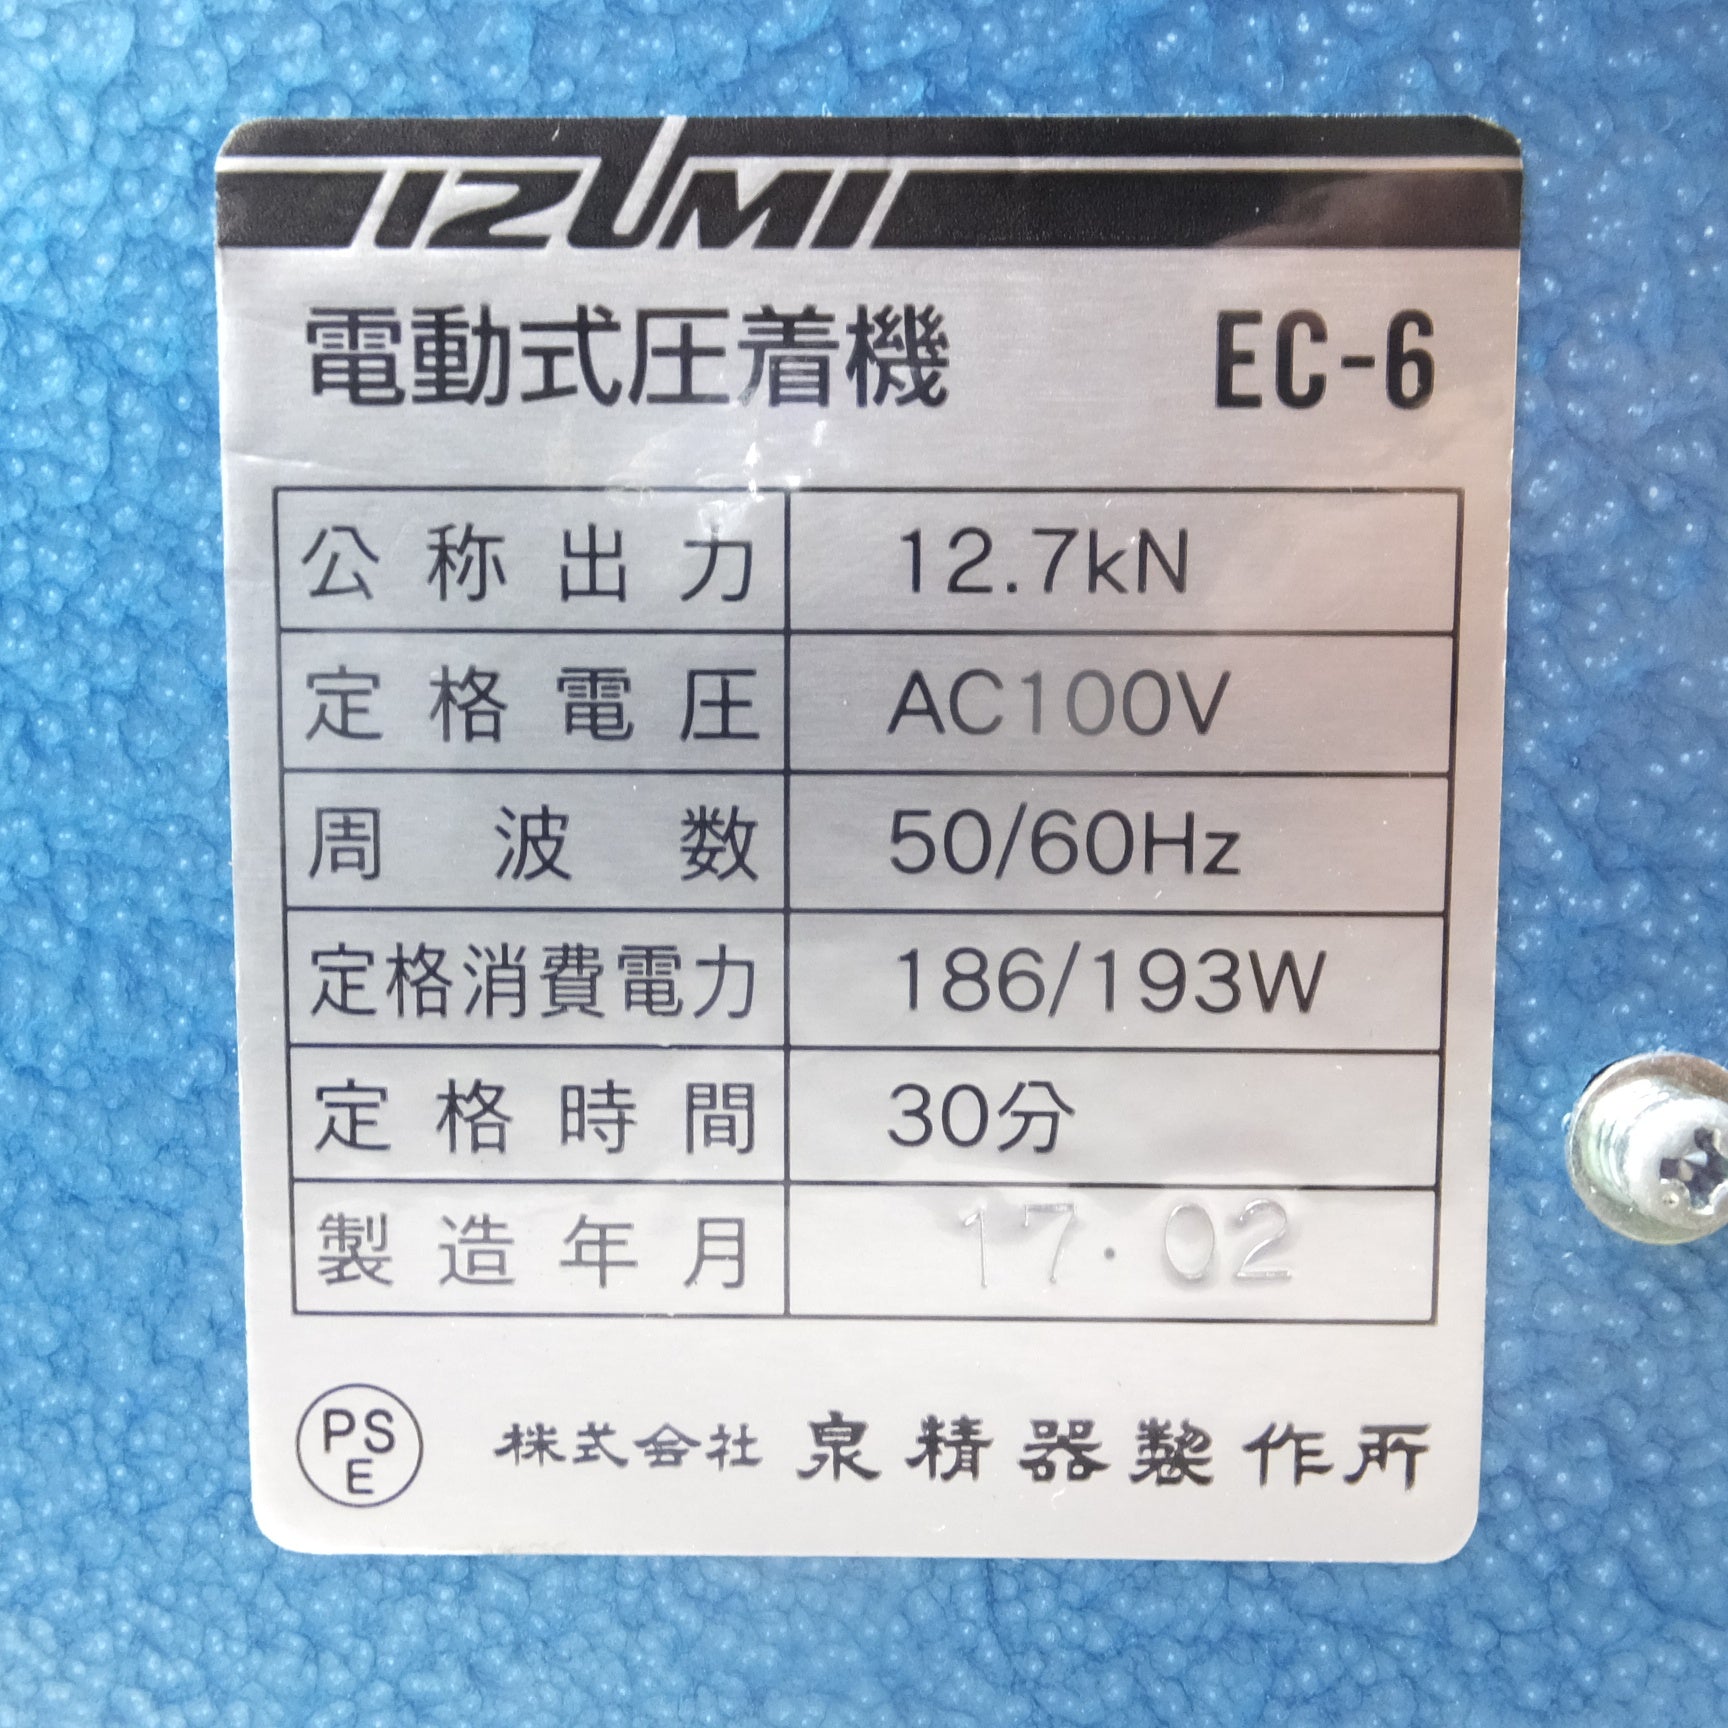 IZUMI
電動式圧着機 EC-6
公称出力 12.7kN
定格電圧 AC100V
周波数 50/60Hz
定格消費電力 186/193W
定格時間 30分
製造年月 17.02
PSE 株式会社 泉精器製作所